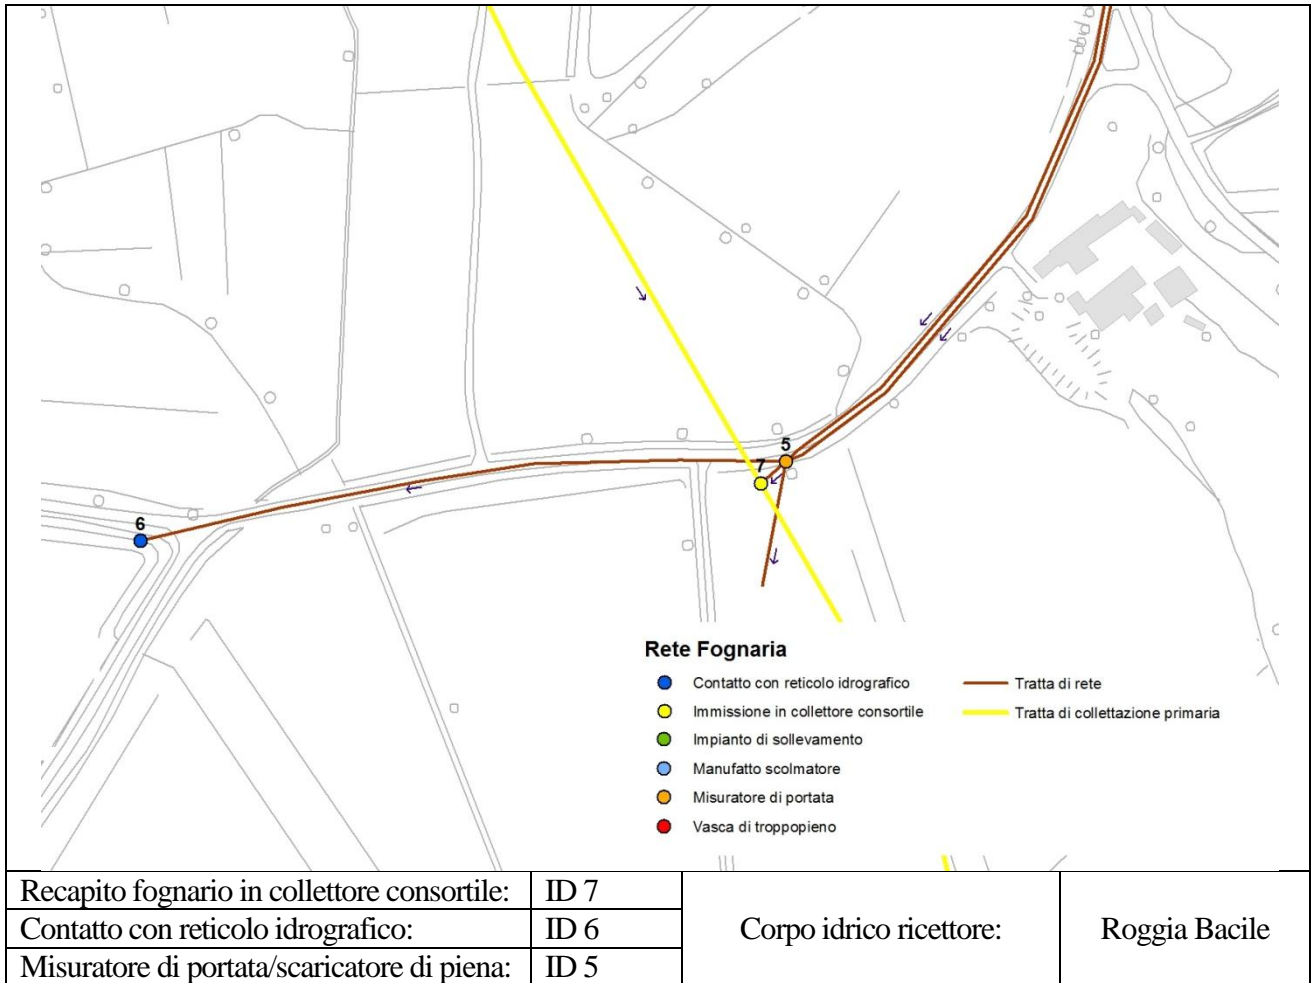 5
7
6
Rete Fognaria
Contatto con reticolo idrografico
Immissione in collettore consortile
Impianto di sollevamento
Manufatto scolmatore
Misuratore di portata
Vasca di troppopieno
Tratta di rete
Tratta di collettazione primaria
Recapito fognario in collettore consortile: ID 7
Contatto con reticolo idrografico: ID 6
Misuratore di portata/scaricatore di piena: ID 5
Corpo idrico ricettore: Roggia Bacile